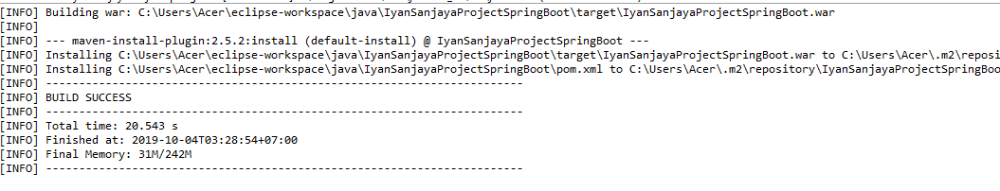 [INFO] Building war: C:\Users\Acer\eclipse-workspace\java\IyanSanjayaProjectSpringBoot\target\IyanSanjayaProjectSpringBoot.war
[INFO]
[INFO] --- maven-install-plugin:2.5.2:install (default-install) @ IyanSanjayaProjectSpringBoot ---
[INFO] Installing C:\Users\Acer\eclipse-workspace\java\IyanSanjayaProjectSpringBoot\target\IyanSanjayaProjectSpringBoot.war to C:\Users\Acer\.m2\reposi
[INFO] Installing C:\Users\Acer\eclipse-workspace\java\IyanSanjayaProjectSpringBoot\pom.xml to C:\Users\Acer\.m2\repository\IyanSanjayaProjectSpringBoo
[INFO] ------------------------------------------------------------------------
[INFO] BUILD SUCCESS
[INFO] ------------------------------------------------------------------------
[INFO] Total time: 20.543 s
[INFO] Finished at: 2019-10-04T03:28:54+07:00
[INFO] Final Memory: 31M/242M
[INFO] ------------------------------------------------------------------------